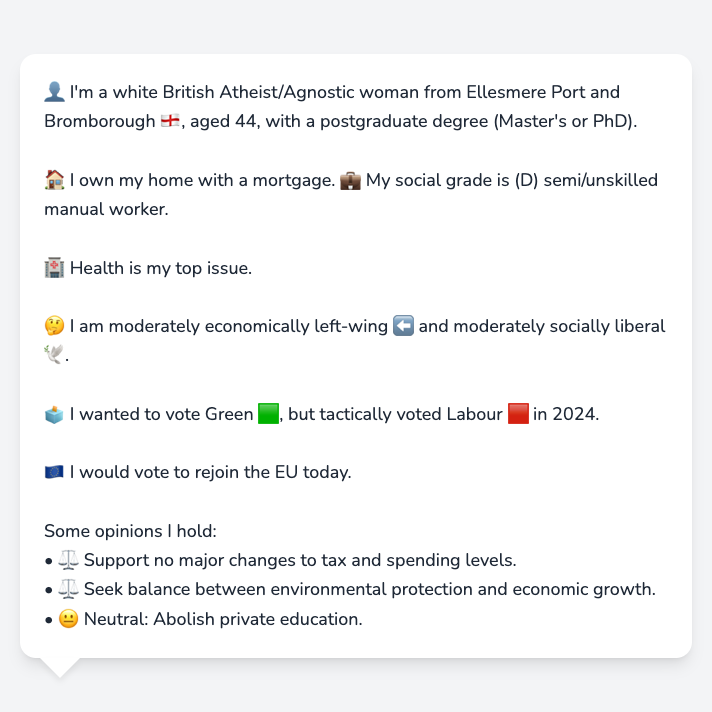 👤 I'm a white British Atheist/Agnostic woman from Ellesmere Port and
Bromborough 🏴󠁧󠁢󠁥󠁮󠁧󠁿, aged 44, with a postgraduate degree (Master's or PhD).
🏠 I own my home with a mortgage. 💼 My social grade is (D) semi/unskilled
manual worker.
🏥 Health is my top issue.
🤔 I am moderately economically left-wing ⬅️ and moderately socially liberal
🕊️.
🗳️ I wanted to vote Green 🟩, but tactically voted Labour 🟥 in 2024.
🇪🇺 I would vote to rejoin the EU today.
Some opinions I hold:
• ⚖️ Support no major changes to tax and spending levels.
• ⚖️ Seek balance between environmental protection and economic growth.
• 😐 Neutral: Abolish private education.